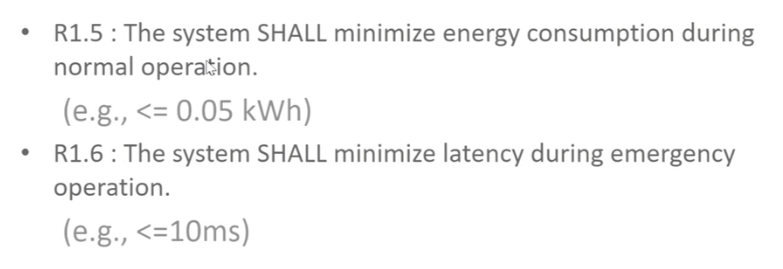 • R1.5 : The system SHALL minimize energy consumption during
normal operation.
(e.g., <= 0.05 kWh)
• R1.6 : The system SHALL minimize latency during emergency
operation.
(e.g., <=10ms)